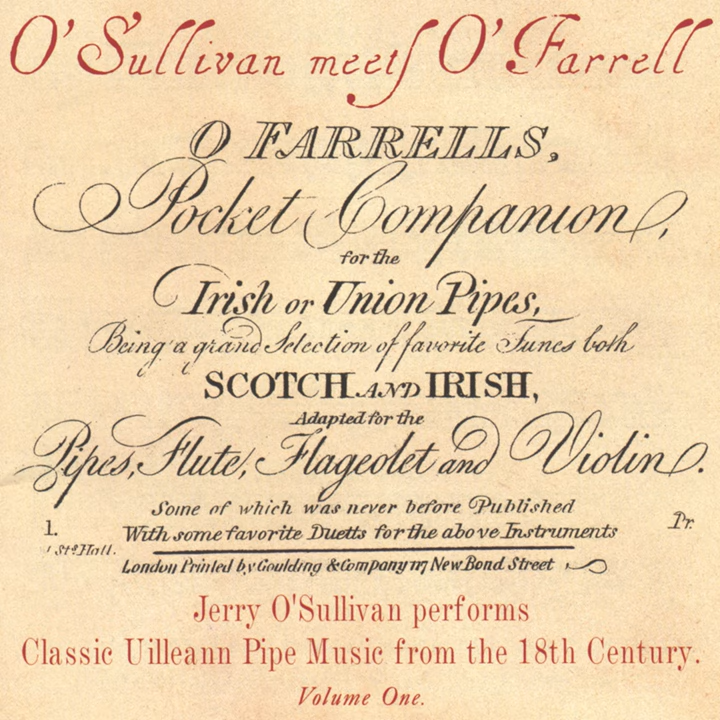 O'Sullivan meets O'Farrell
O FARRELLS,
Pocket Companion,
for the
Irish or Union Pipes,
Being a grand Selection of favorite Tunes both
SCOTCH AND IRISH,
Adapted for the
Pipes, Flute, Flageolet and Violin.
Some of which was never before Published
1. With some favorite Duetts for the above Instruments Pr.
Strs Hall.
London Printed by Goulding & Company 117 New Bond Street
Jerry O'Sullivan performs
Classic Uilleann Pipe Music from the 18th Century.
Volume One.